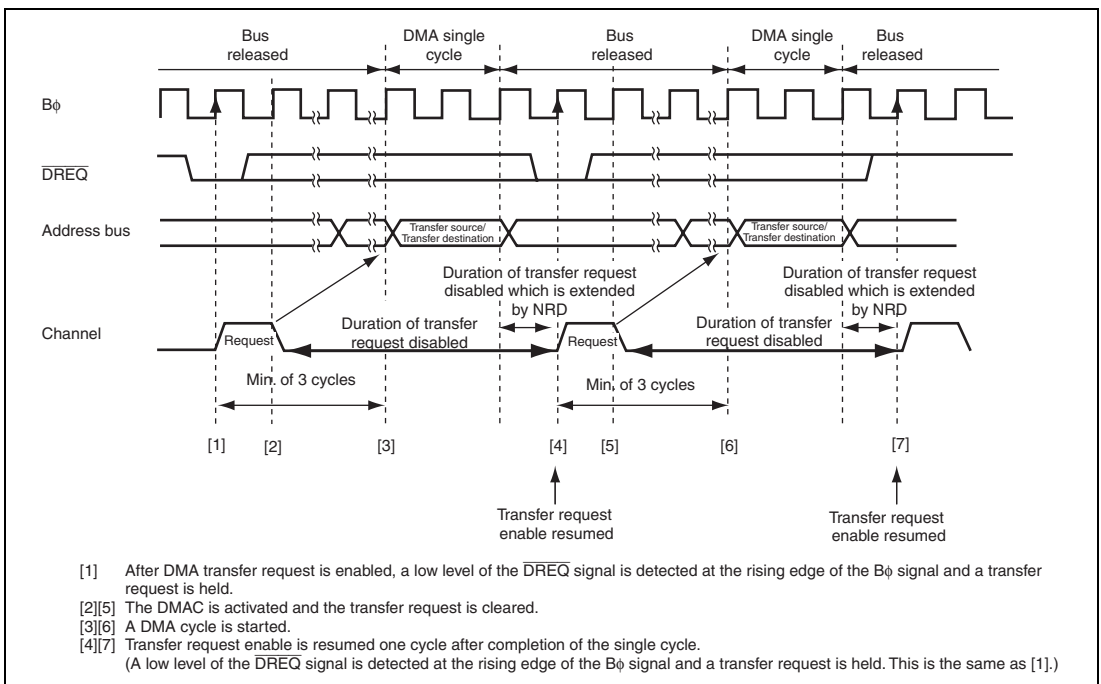 Bus released
DMA single cycle
Bus released
DMA single cycle
Bus released
Bφ
DREQ
Address bus
Transfer source/
Transfer destination
Transfer source/
Transfer destination
Duration of transfer request
disabled which is extended
by NRD
Duration of transfer request
disabled which is extended
by NRD
Channel
Request
Duration of transfer
request disabled
Request
Duration of transfer
request disabled
Min. of 3 cycles
Min. of 3 cycles
[1]
[2]
[3]
[4]
[5]
[6]
[7]
Transfer request
enable resumed
Transfer request
enable resumed
[1] After DMA transfer request is enabled, a low level of the DREQ signal is detected at the rising edge of the Bφ signal and a transfer
request is held.
[2][5] The DMAC is activated and the transfer request is cleared.
[3][6] A DMA cycle is started.
[4][7] Transfer request enable is resumed one cycle after completion of the single cycle.
(A low level of the DREQ signal is detected at the rising edge of the Bφ signal and a transfer request is held. This is the same as [1].)